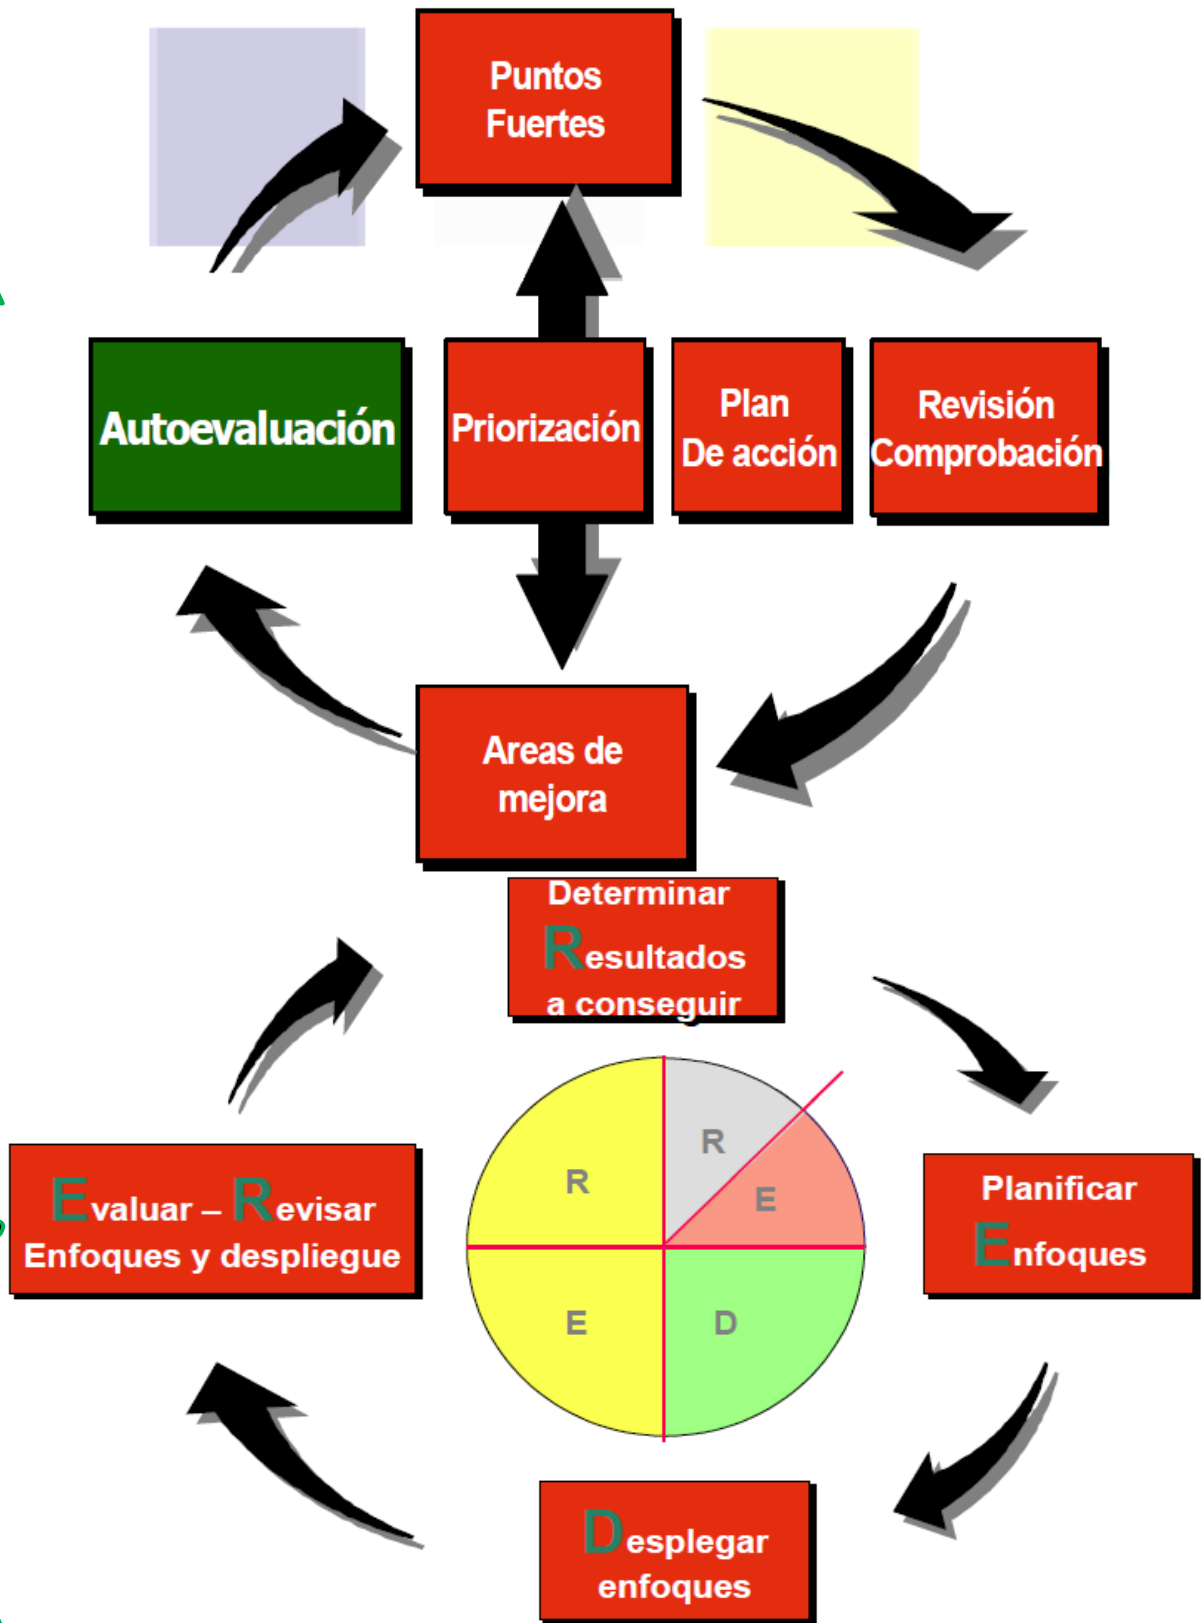 Puntos
Fuertes
Autoevaluación
Priorización
Plan
De acción
Revisión
Comprobación
Areas de
mejora
Determinar
Resultados
a conseguir
R
R
E
E
D
Evaluar – Revisar
Enfoques y despliegue
Planificar
Enfoques
Desplegar
enfoques